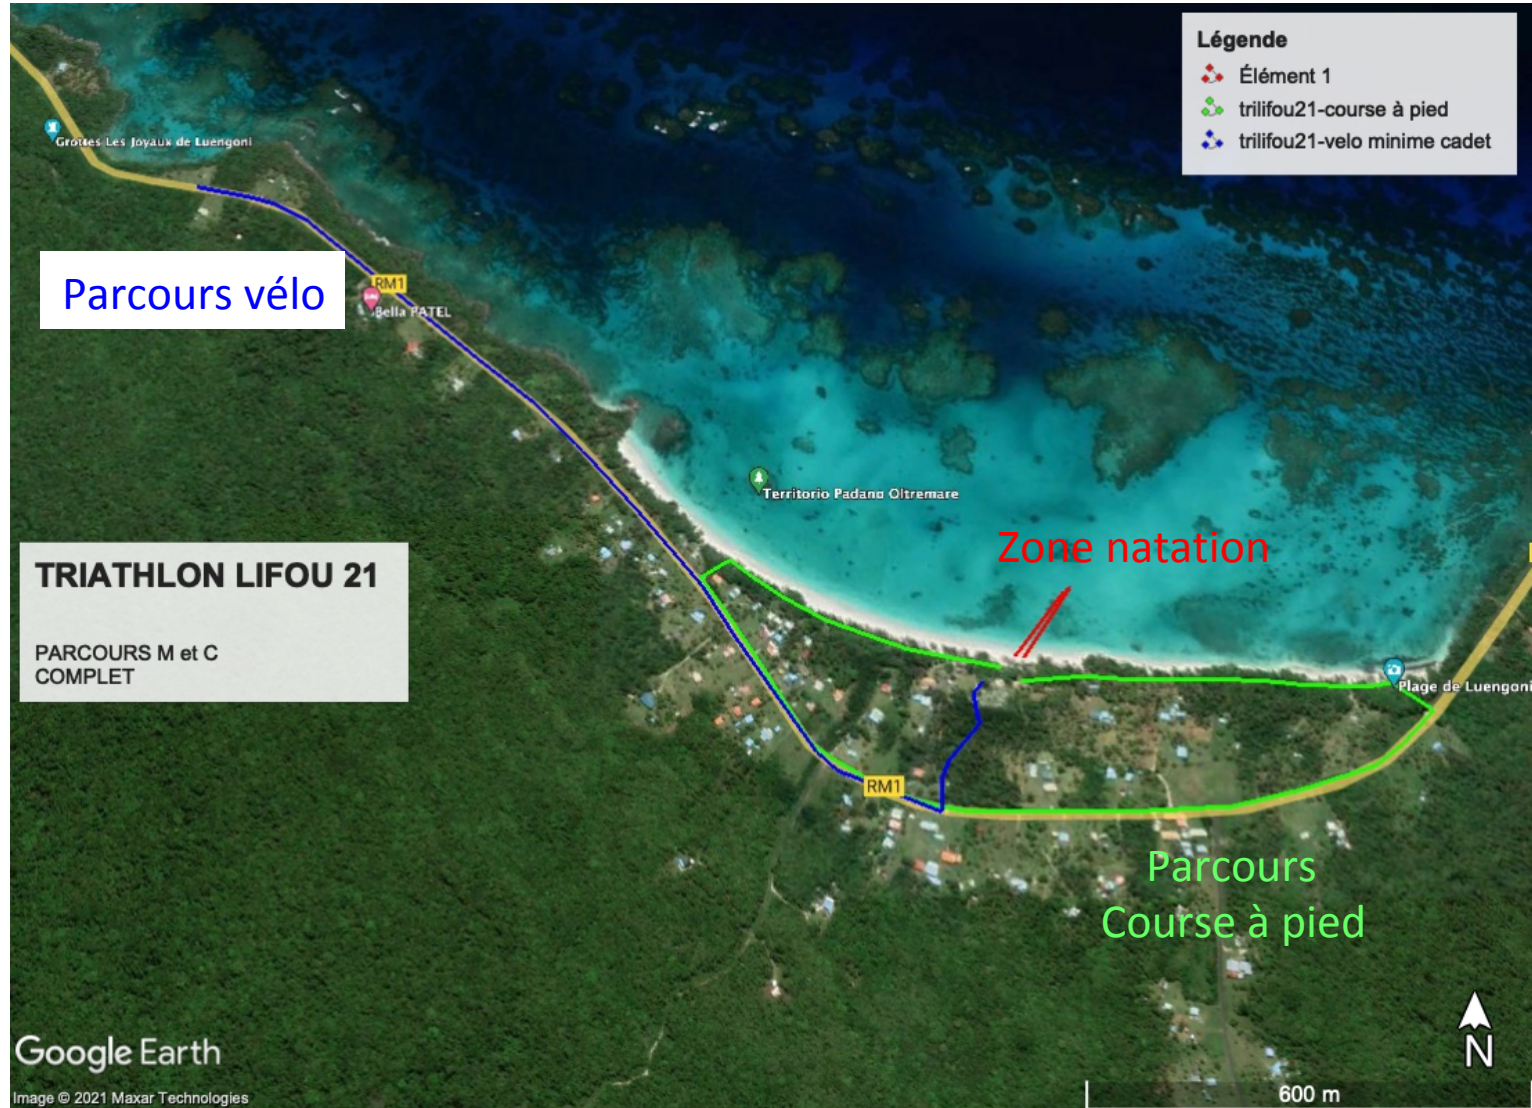 Légende
Élément 1
trilifou21-course à pied
trilifou21-velo minime cadet
Grottes Les Joyaux de Luengoni
Parcours vélo
RM1
Bella PATEL
Territorio Padano Oltremare
Zone natation
TRIATHLON LIFOU 21
PARCOURS M et C
COMPLET
Plage de Luengoni
RM1
Parcours
Course à pied
Google Earth
N
Image © 2021 Maxar Technologies
600 m